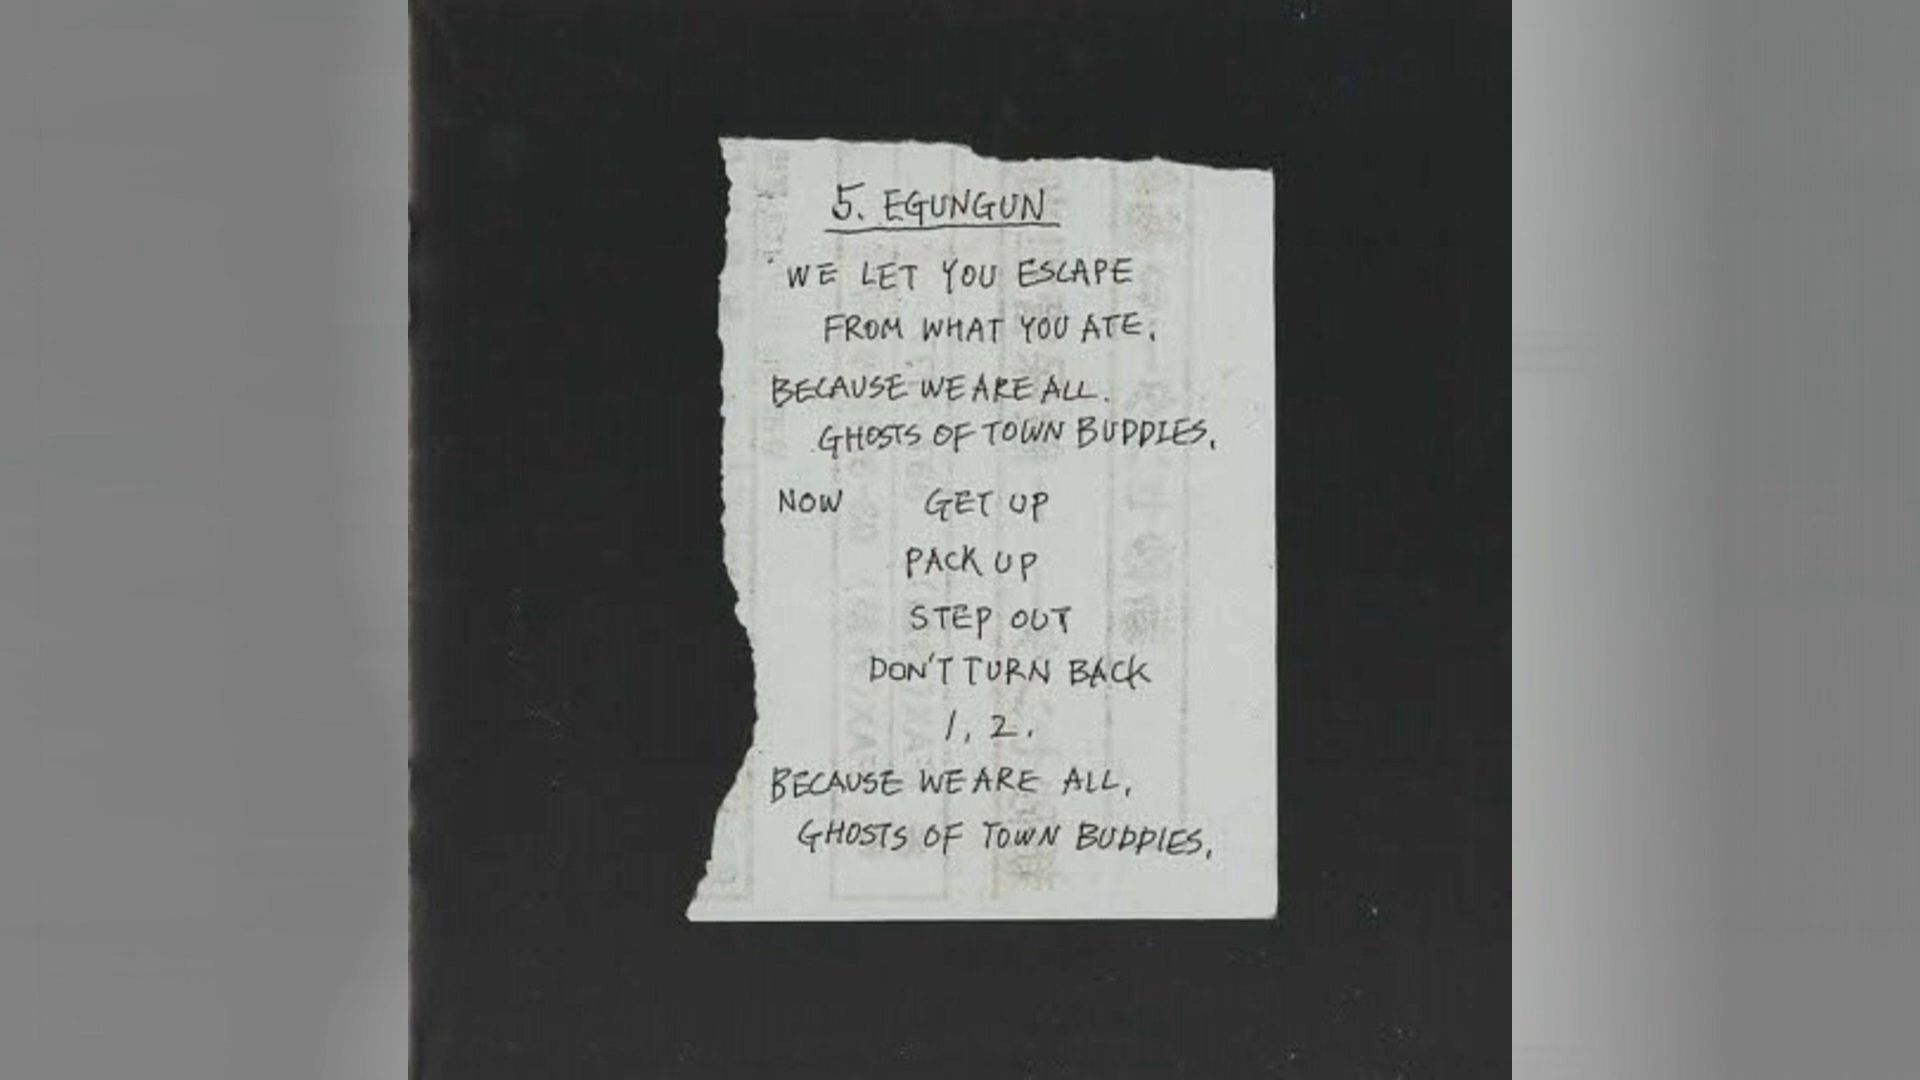 5. EGUNGUN
WE LET YOU ESCAPE
FROM WHAT YOU ATE.
BECAUSE WE ARE ALL.
GHOSTS OF TOWN BUDDIES.
NOW GET UP
PACK UP
STEP OUT
DON'T TURN BACK
1, 2.
BECAUSE WE ARE ALL,
GHOSTS OF TOWN BUDDIES.